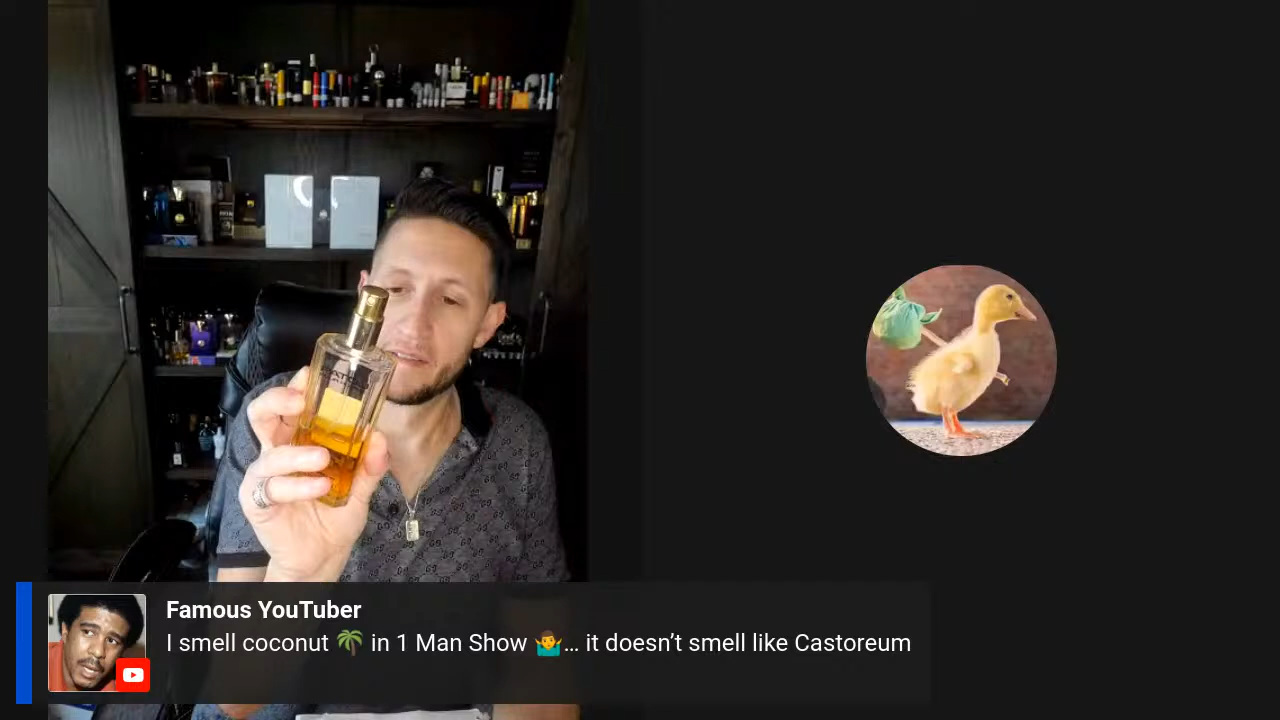 Famous YouTuber
I smell coconut 🌴 in 1 Man Show 🤷‍♂️… it doesn’t smell like Castoreum